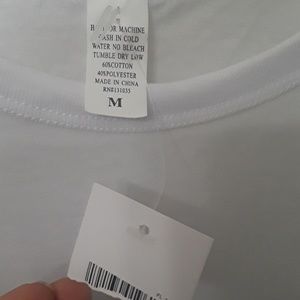 OR MACHINE
IN COLD
WATER NO BLEACH
TUMBLE DRY LOW
60%COTTON
40%POLYESTER
MADE IN CHINA
RN#131035
M